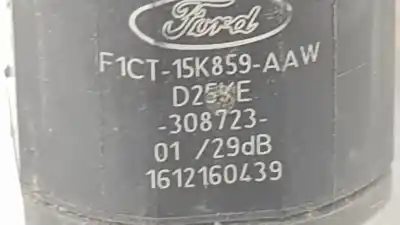 Ford
F1CT-15K859-AAW
-308723-
01 /29dB
1612160439